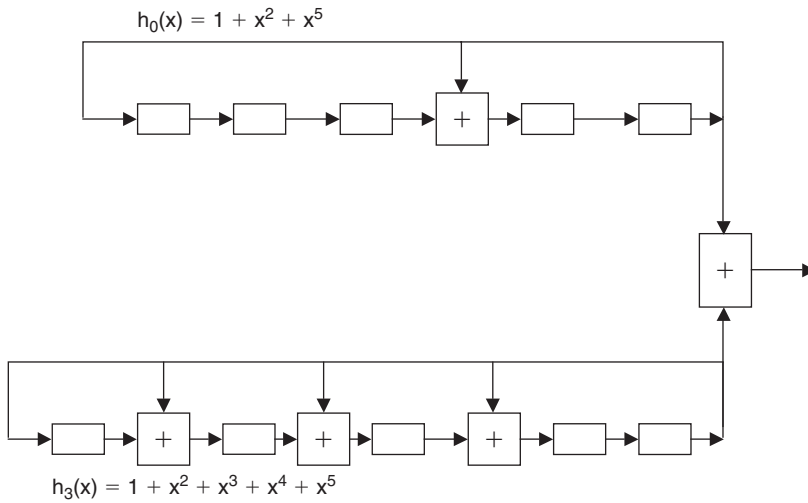 h₀(x) = 1 + x² + x⁵
+
+
+ + +
h₃(x) = 1 + x² + x³ + x⁴ + x⁵